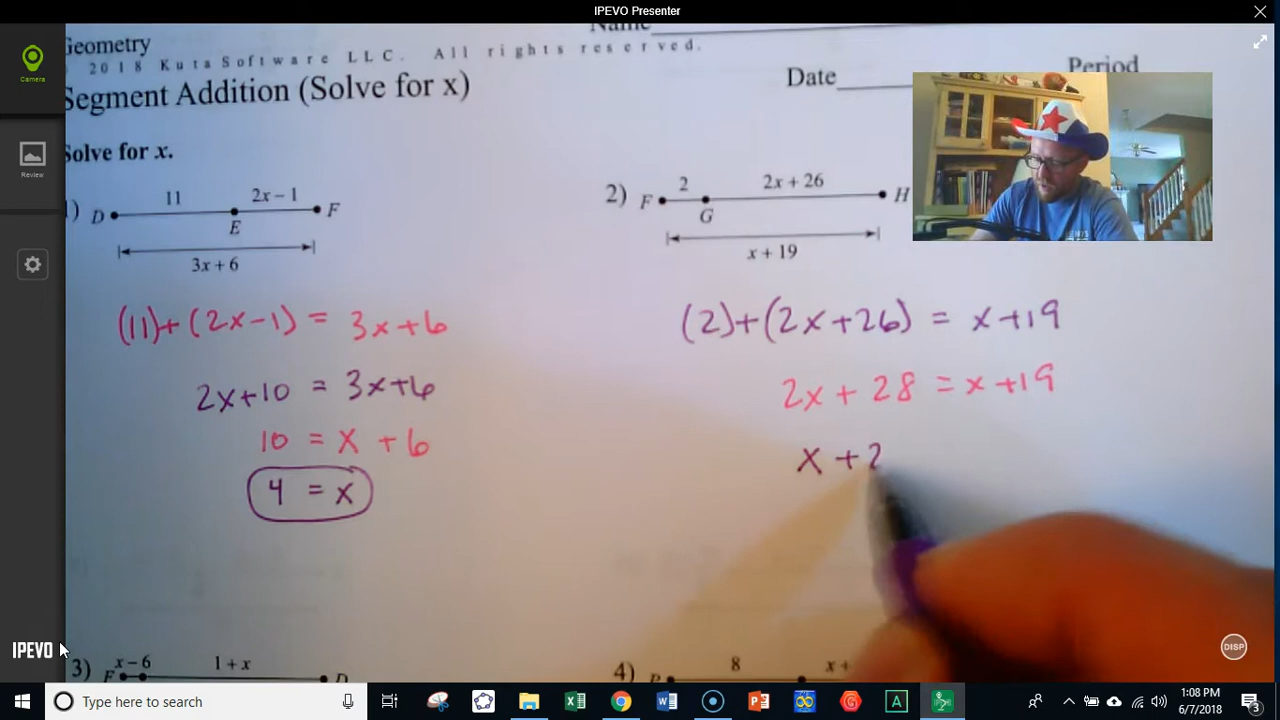 IPEVO Presenter
Camera
Review
Geometry
2018 Kuta Software LLC. All rights reserved.
Name
Segment Addition (Solve for x)
Date
Period
Solve for x.
1)
D
11
2x − 1
E
F
3x + 6
(11)+(2x−1) = 3x+6
2x+10 = 3x+6
10 = x + 6
4 = x
2)
F
2
2x + 26
G
H
x + 19
(2)+(2x+26) = x+19
2x + 28 = x +19
x +2
3)
x − 6
1 + x
4)
8
x +
IPEVO
DISP
Type here to search
1:08 PM
6/7/2018
3